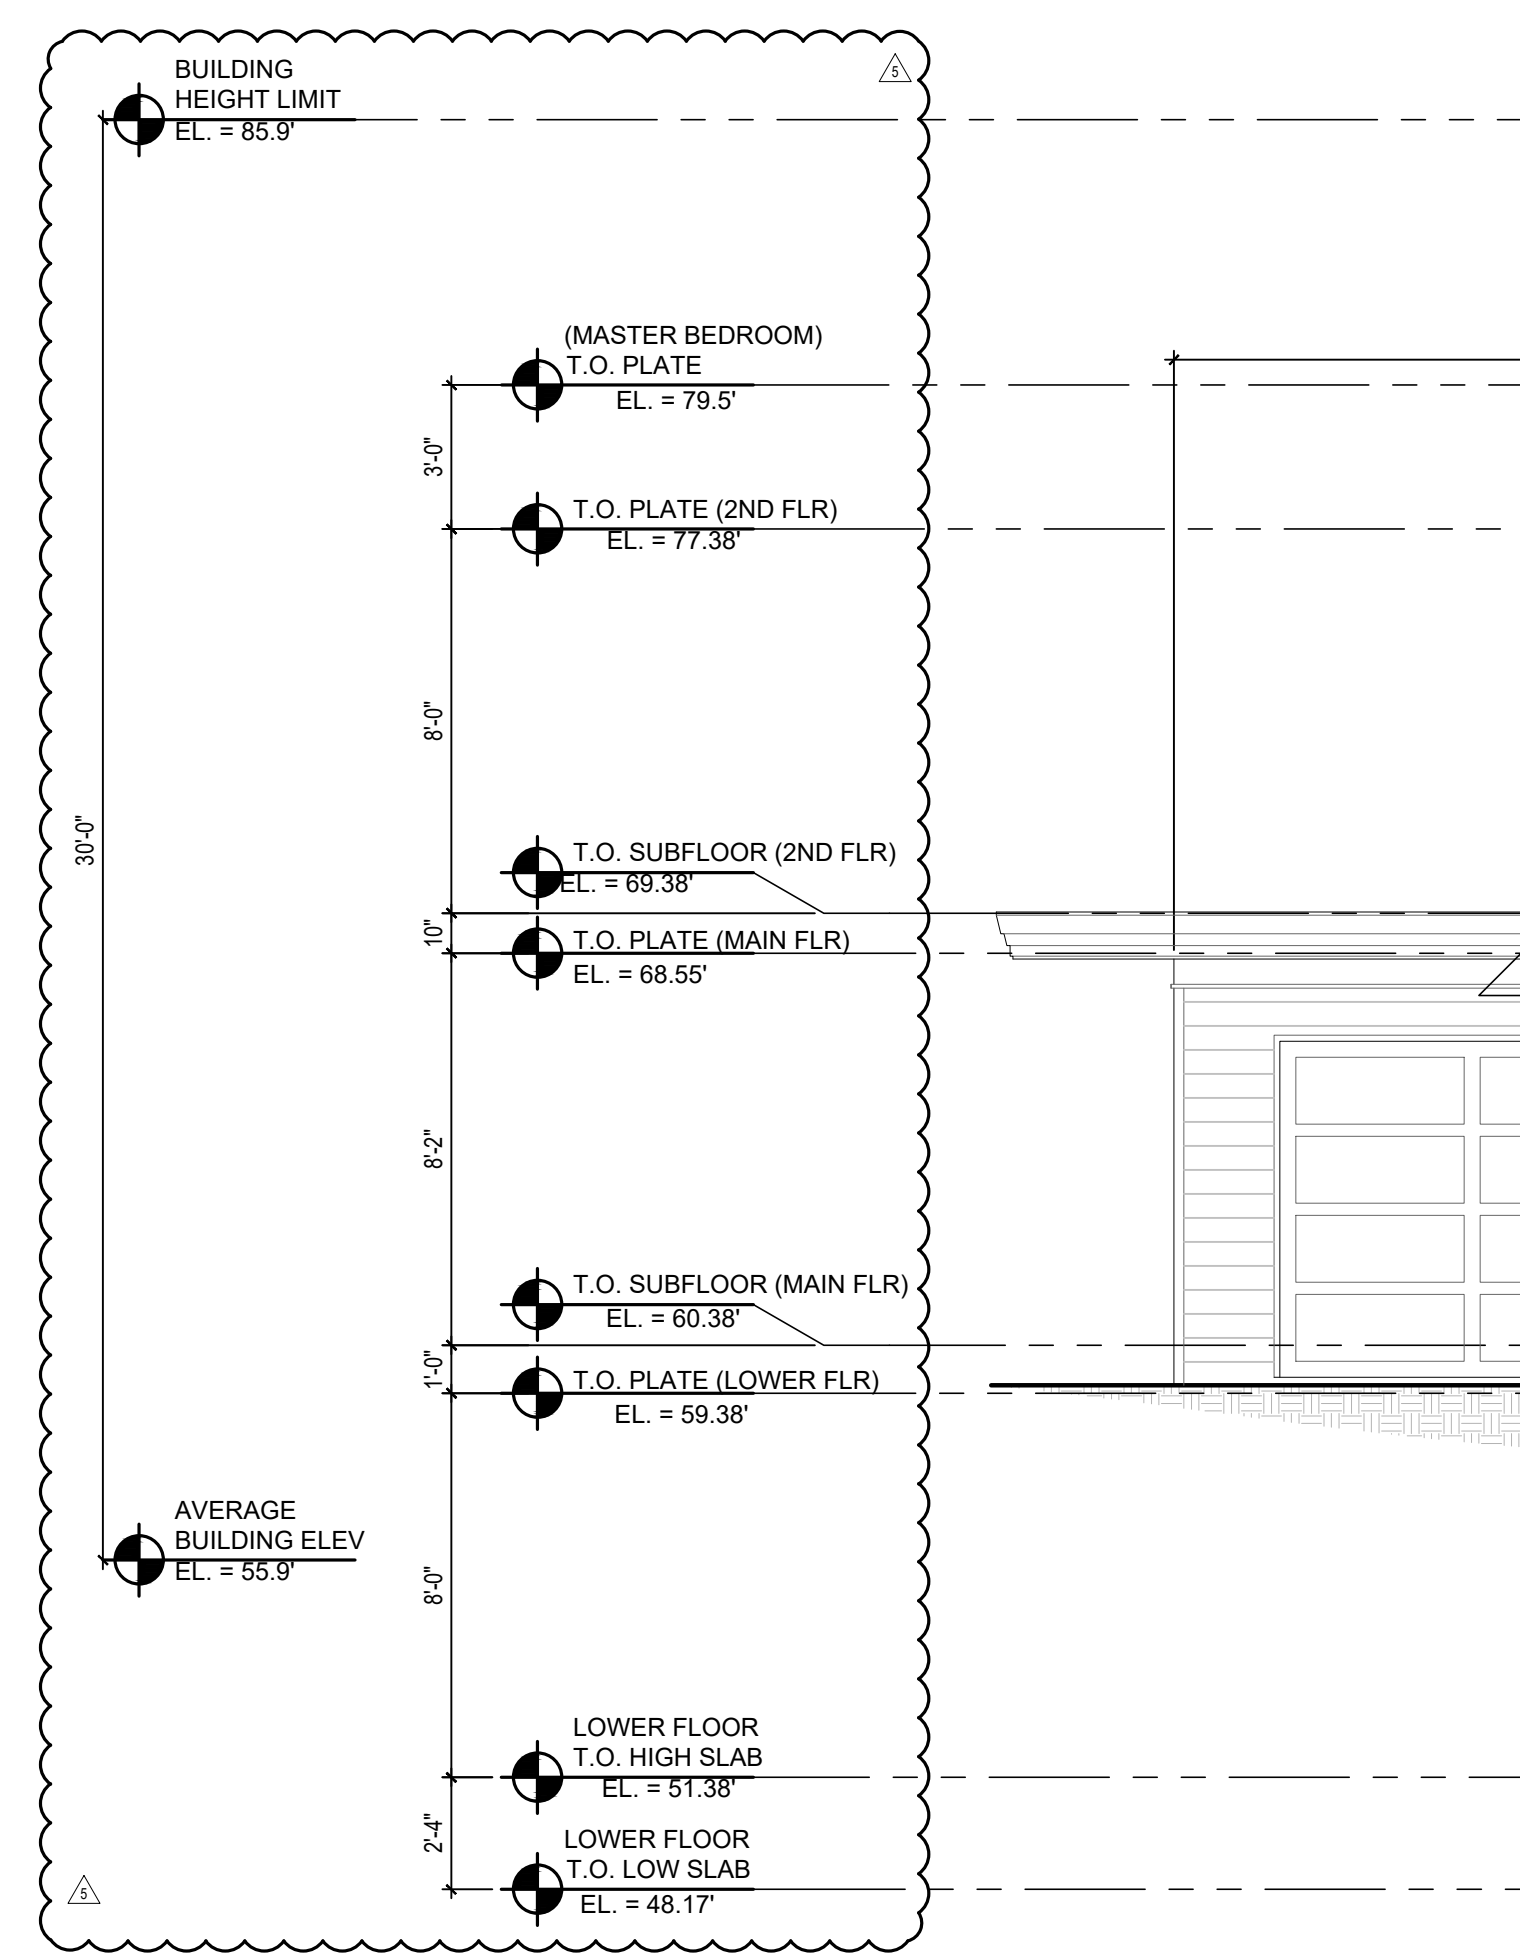 5
BUILDING
HEIGHT LIMIT
EL. = 85.9'
(MASTER BEDROOM)
T.O. PLATE
EL. = 79.5'
3'-0"
T.O. PLATE (2ND FLR)
EL. = 77.38'
8'-0"
30'-0"
T.O. SUBFLOOR (2ND FLR)
EL. = 69.38'
10"
T.O. PLATE (MAIN FLR)
EL. = 68.55'
8'-2"
T.O. SUBFLOOR (MAIN FLR)
EL. = 60.38'
1'-0"
T.O. PLATE (LOWER FLR)
EL. = 59.38'
AVERAGE
BUILDING ELEV
EL. = 55.9'
8'-0"
LOWER FLOOR
T.O. HIGH SLAB
EL. = 51.38'
2'-4"
LOWER FLOOR
T.O. LOW SLAB
EL. = 48.17'
5